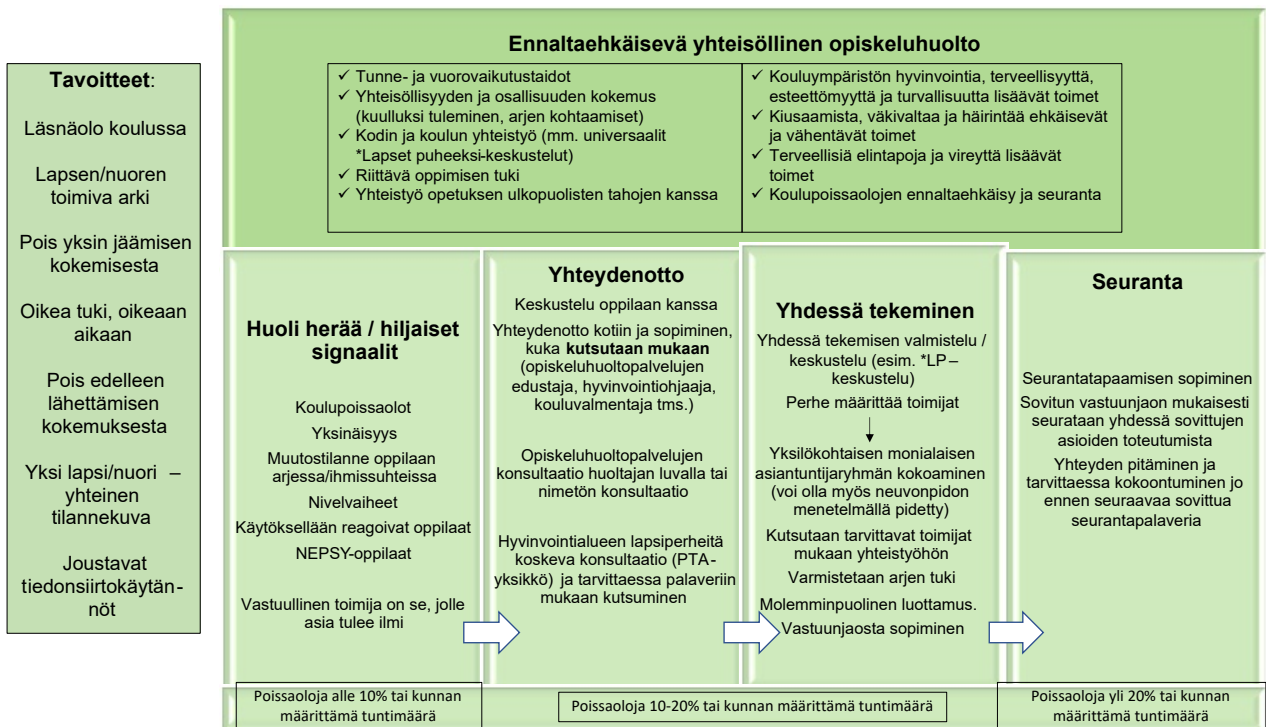 Tavoitteet:
Läsnäolo koulussa
Lapsen/nuoren
toimiva arki
Pois yksin jäämisen
kokemisesta
Oikea tuki, oikeaan
aikaan
Pois edelleen
lähettämisen
kokemuksesta
Yksi lapsi/nuori –
yhteinen
tilannekuva
Joustavat
tiedonsiirtokäytän-
nöt
Ennaltaehkäisevä yhteisöllinen opiskeluhuolto
✓ Tunne- ja vuorovaikutustaidot
✓ Yhteisöllisyyden ja osallisuuden kokemus
(kuulluksi tuleminen, arjen kohtaamiset)
✓ Kodin ja koulun yhteistyö (mm. universaalit
*Lapset puheeksi-keskustelut)
✓ Riittävä oppimisen tuki
✓ Yhteistyö opetuksen ulkopuolisten tahojen kanssa
✓ Kouluympäristön hyvinvointia, terveellisyyttä,
esteettömyyttä ja turvallisuutta lisäävät toimet
✓ Kiusaamista, väkivaltaa ja häirintää ehkäisevät
ja vähentävät toimet
✓ Terveellisiä elintapoja ja vireyttä lisäävät
toimet
✓ Koulupoissaolojen ennaltaehkäisy ja seuranta
Huoli herää / hiljaiset
signaalit
Koulupoissaolot
Yksinäisyys
Muutostilanne oppilaan
arjessa/ihmissuhteissa
Nivelvaiheet
Käytöksellään reagoivat oppilaat
NEPSY-oppilaat
Vastuullinen toimija on se, jolle
asia tulee ilmi
Yhteydenotto
Keskustelu oppilaan kanssa
Yhteydenotto kotiin ja sopiminen,
kuka kutsutaan mukaan
(opiskeluhuoltopalvelujen
edustaja, hyvinvointiohjaaja,
kouluvalmentaja tms.)
Opiskeluhuoltopalvelujen
konsultaatio huoltajan luvalla tai
nimetön konsultaatio
Hyvinvointialueen lapsiperheitä
koskeva konsultaatio (PTA-
yksikkö) ja tarvittaessa palaveriin
mukaan kutsuminen
Yhdessä tekeminen
Yhdessä tekemisen valmistelu /
keskustelu (esim. *LP–
keskustelu)
Perhe määrittää toimijat
Yksilökohtaisen monialaisen
asiantuntijaryhmän kokoaminen
(voi olla myös neuvonpidon
menetelmällä pidetty)
Kutsutaan tarvittavat toimijat
mukaan yhteistyöhön
Varmistetaan arjen tuki
Molemminpuolinen luottamus.
Vastuunjaosta sopiminen
Seuranta
Seurantatapaamisen sopiminen
Sovitun vastuunjaon mukaisesti
seurataan yhdessä sovittujen
asioiden toteutumista
Yhteyden pitäminen ja
tarvittaessa kokoontuminen jo
ennen seuraavaa sovittua
seurantapalaveria
Poissaoloja alle 10% tai kunnan
määrittämä tuntimäärä
Poissaoloja 10-20% tai kunnan määrittämä tuntimäärä
Poissaoloja yli 20% tai kunnan
määrittämä tuntimäärä